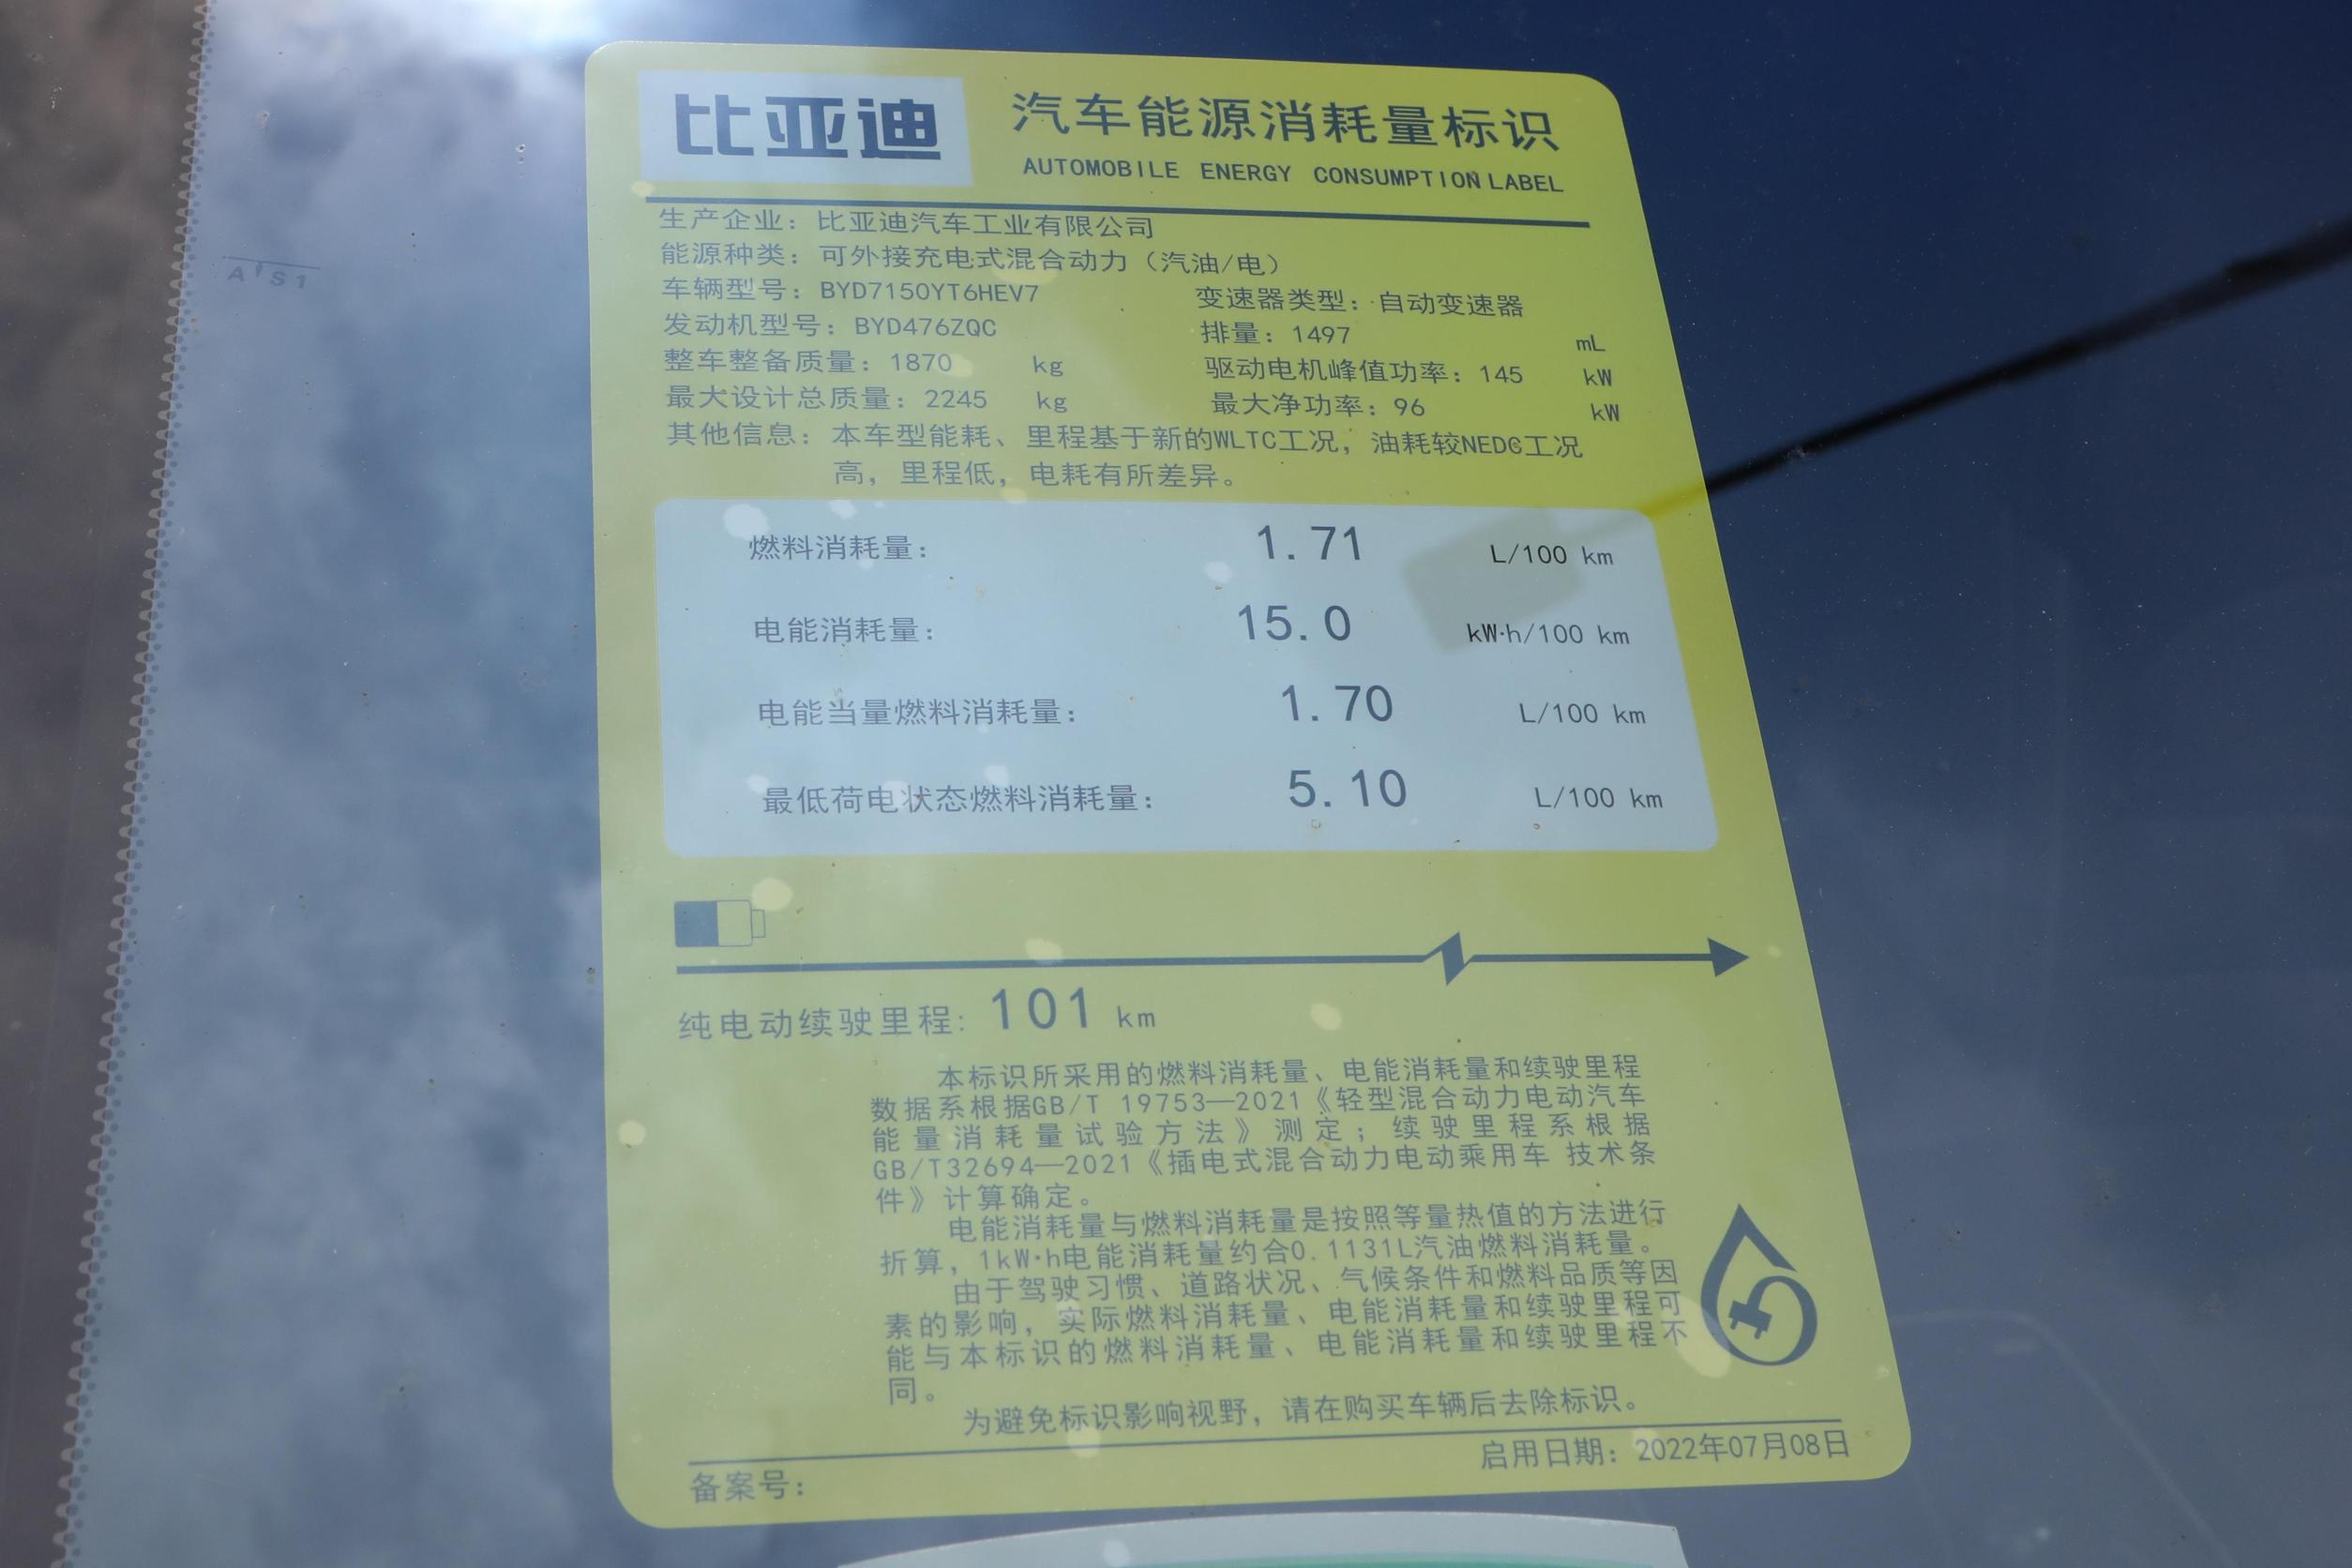 比亚迪
汽车能源消耗量标识
AUTOMOBILE ENERGY CONSUMPTION LABEL
生产企业：比亚迪汽车工业有限公司
能源种类：可外接充电式混合动力（汽油/电）
车辆型号：BYD7150YT6HEV7 变速器类型：自动变速器
发动机型号：BYD476ZQC 排量：1497 mL
整车整备质量：1870 kg 驱动电机峰值功率：145 kW
最大设计总质量：2245 kg 最大净功率：96 kW
其他信息：本车型能耗、里程基于新的WLTC工况，油耗较NEDC工况
高，里程低，电耗有所差异。
燃料消耗量： 1.71 L/100 km
电能消耗量： 15.0 kW·h/100 km
电能当量燃料消耗量： 1.70 L/100 km
最低荷电状态燃料消耗量： 5.10 L/100 km
纯电动续驶里程: 101 km
本标识所采用的燃料消耗量、电能消耗量和续驶里程
数据系根据GB/T 19753—2021《轻型混合动力电动汽车
能量消耗量试验方法》测定；续驶里程系根据
GB/T32694—2021《插电式混合动力电动乘用车 技术条
件》计算确定。
电能消耗量与燃料消耗量是按照等量热值的方法进行
折算，1kW·h电能消耗量约合0.1131L汽油燃料消耗量。
由于驾驶习惯、道路状况、气候条件和燃料品质等因
素的影响，实际燃料消耗量、电能消耗量和续驶里程可
能与本标识的燃料消耗量、电能消耗量和续驶里程不
同。
为避免标识影响视野，请在购买车辆后去除标识。
启用日期：2022年07月08日
备案号：